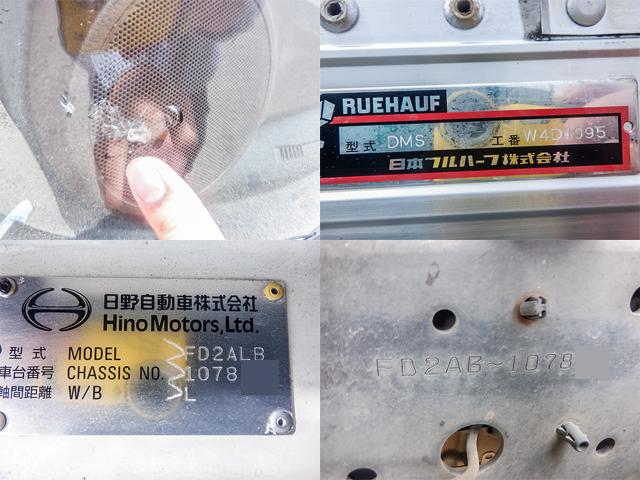 RUEHAUF
型式 DMS 工番 W4D1095
日本フルハーフ株式会社
日野自動車株式会社
Hino Motors, Ltd.
型式 MODEL FD2ALB
車台番号 CHASSIS NO. 1078
軸間距離 W/B L
FD2AB~1078